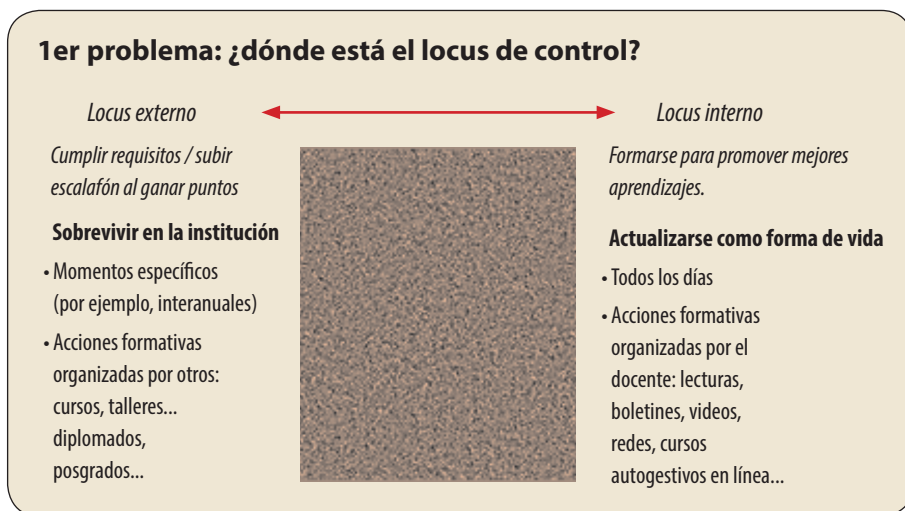 1er problema: ¿dónde está el locus de control?
Locus externo
Cumplir requisitos / subir
escalafón al ganar puntos
Sobrevivir en la institución
• Momentos específicos
(por ejemplo, interanuales)
• Acciones formativas
organizadas por otros:
cursos, talleres...
diplomados,
posgrados...
Locus interno
Formarse para promover mejores
aprendizajes.
Actualizarse como forma de vida
• Todos los días
• Acciones formativas
organizadas por el
docente: lecturas,
boletines, videos,
redes, cursos
autogestivos en línea...